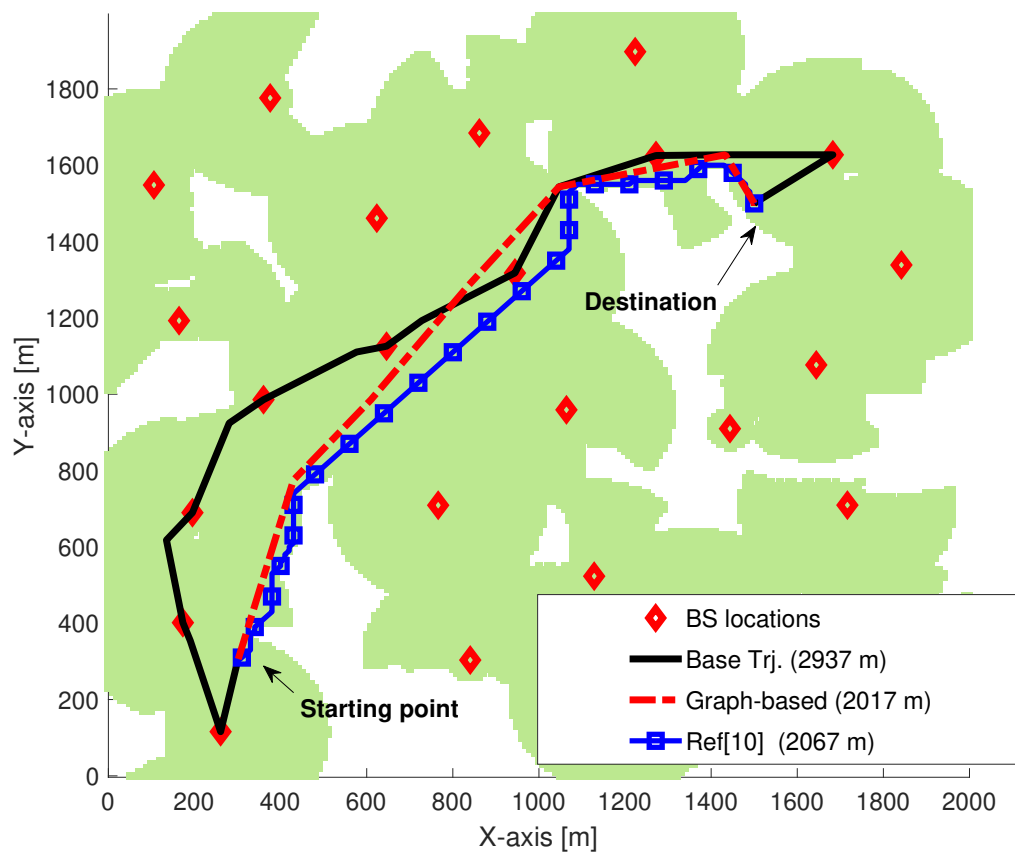 1800
1600
1400
1200
1000
800
600
400
200
0
Y-axis [m]
Destination
Starting point
BS locations
Base Trj. (2937 m)
Graph-based (2017 m)
Ref[10]  (2067 m)
0 200 400 600 800 1000 1200 1400 1600 1800 2000
X-axis [m]